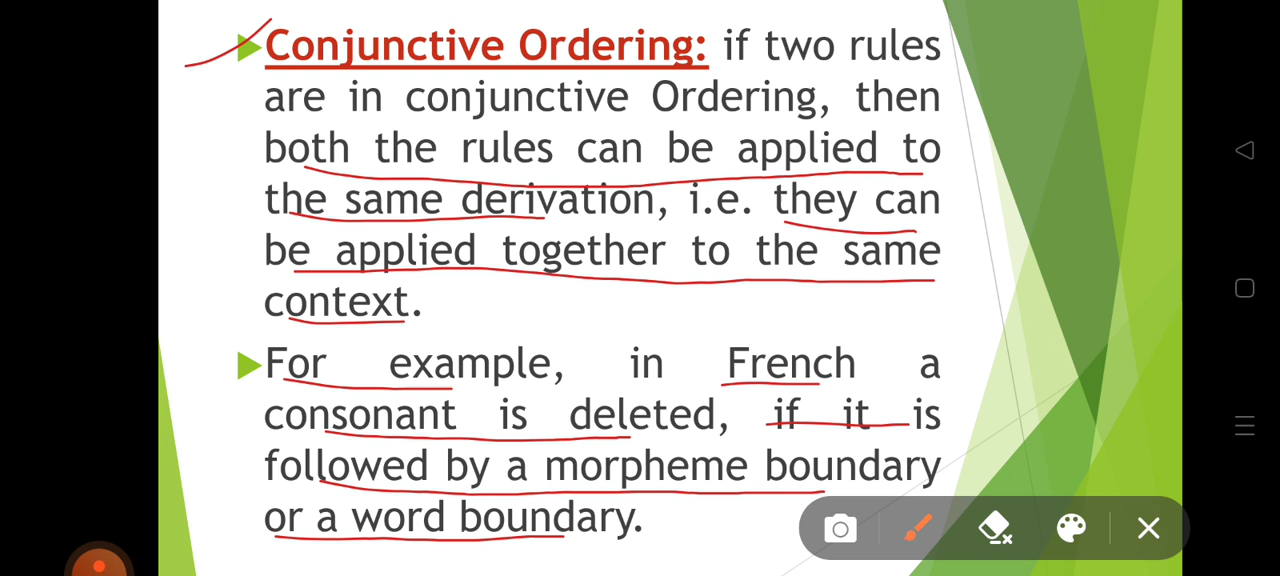 Conjunctive Ordering: if two rules
are in conjunctive Ordering, then
both the rules can be applied to
the same derivation, i.e. they can
be applied together to the same
context.
For example, in French a
consonant is deleted, if it is
followed by a morpheme boundary
or a word boundary.